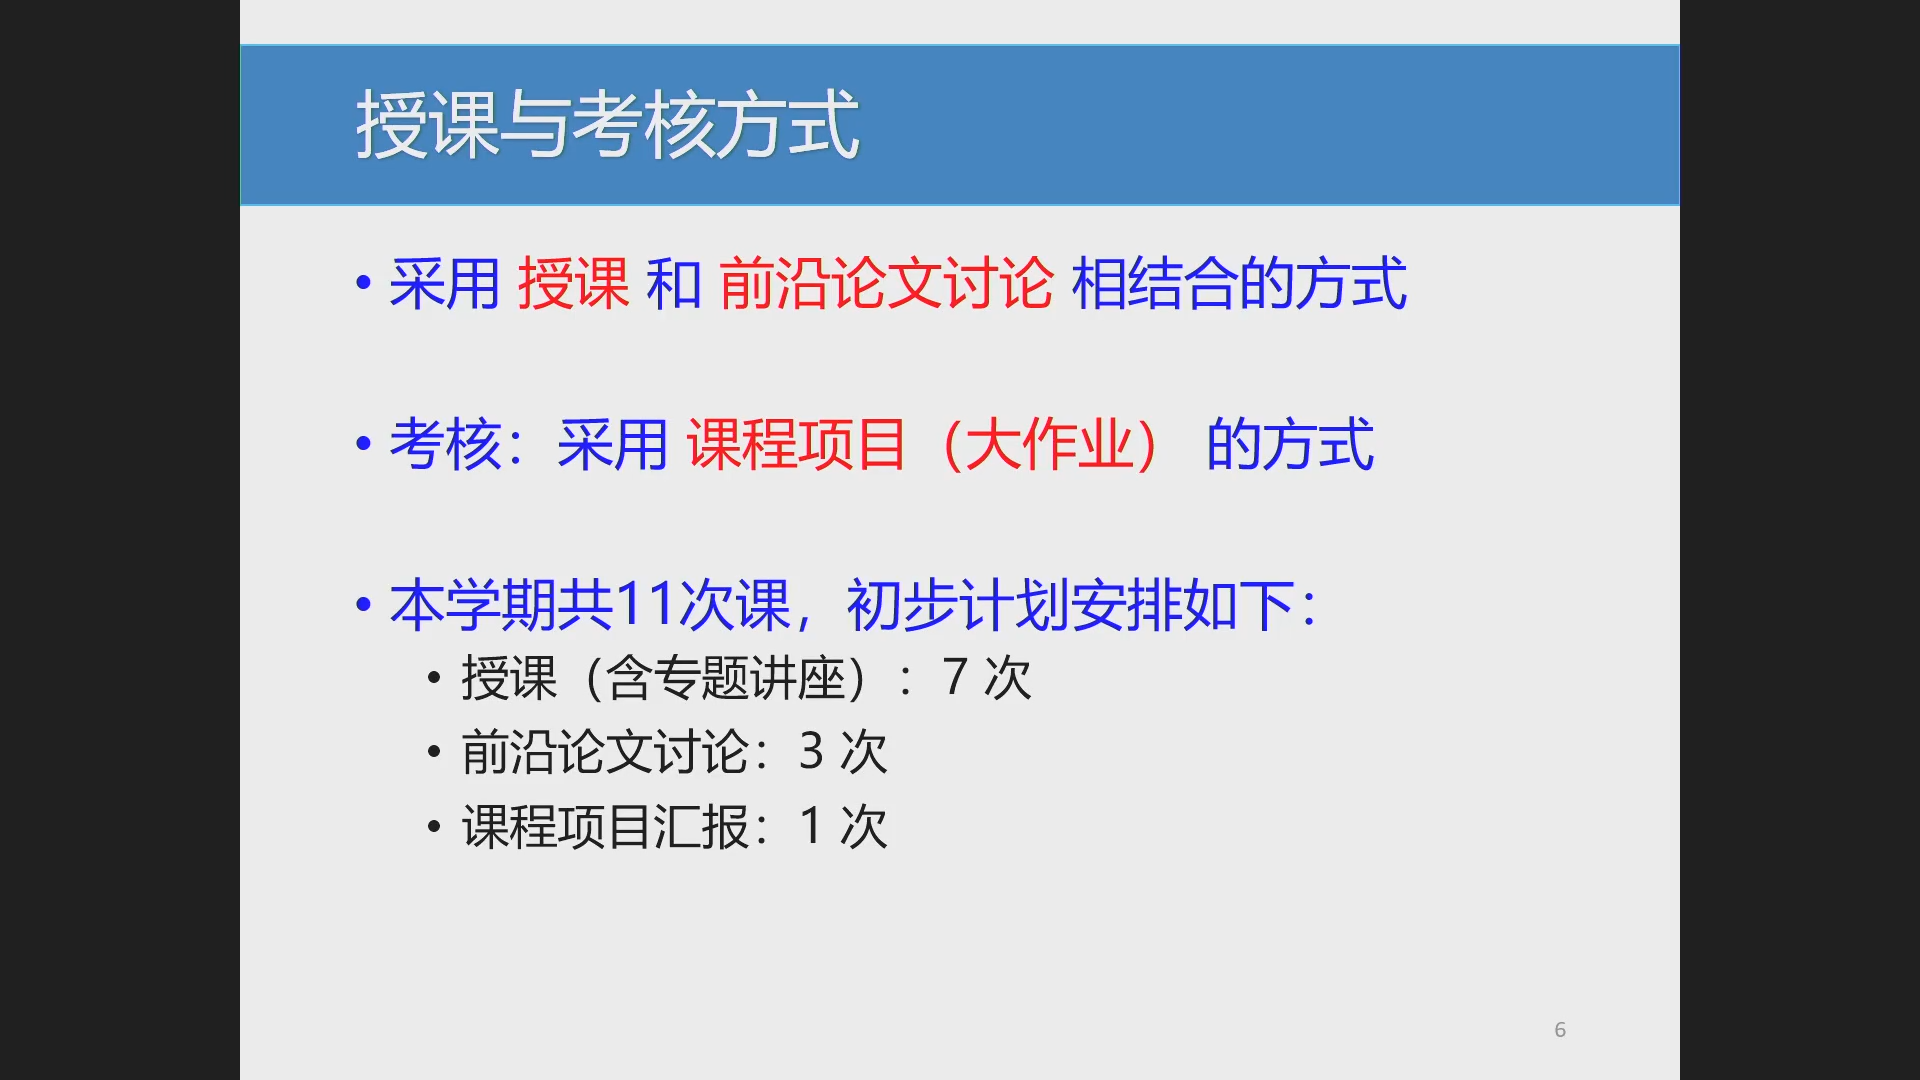 授课与考核方式
• 采用 授课 和 前沿论文讨论 相结合的方式
• 考核：采用 课程项目（大作业） 的方式
• 本学期共11次课，初步计划安排如下：
• 授课（含专题讲座）：7 次
• 前沿论文讨论：3 次
• 课程项目汇报：1 次
6